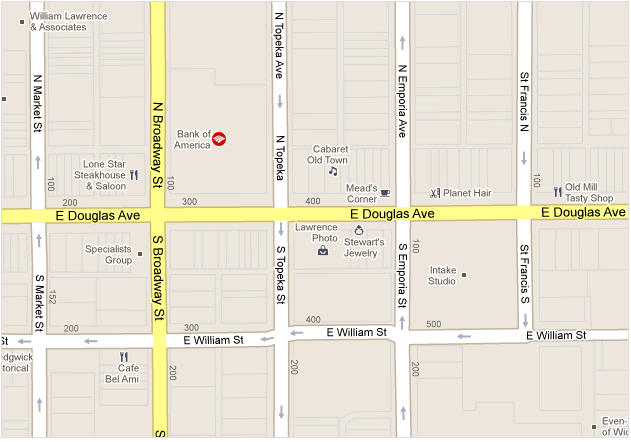 William Lawrence
& Associates
N Market St
N Broadway St
N Topeka Ave
N Topeka
N Emporia Ave
St Francis N
Bank of
America
Cabaret
Old Town
Lone Star
Steakhouse
& Saloon
Mead's
Corner
Planet Hair
Old Mill
Tasty Shop
100
100
100
200
300
400
E Douglas Ave
E Douglas Ave
E Douglas Ave
Specialists
Group
Lawrence
Photo
Stewart's
Jewelry
Intake
Studio
S Market St
S Broadway St
S Topeka St
S Emporia St
St Francis S
152
100
200
300
400
500
St
E William St
E William St
E William St
edgwick
torical
Cafe
Bel Ami
200
200
200
S
Even-
of Wic